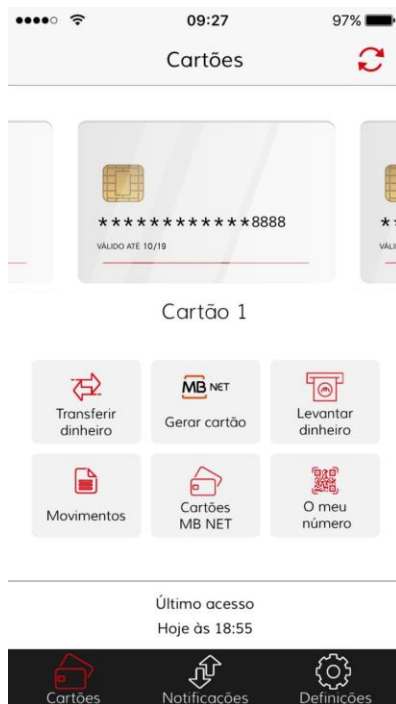 09:27
97%
Cartões
************8888
VÁLIDO ATÉ 10/19
Cartão 1
Transferir
dinheiro
MB NET
Gerar cartão
Levantar
dinheiro
Movimentos
Cartões
MB NET
O meu
número
Último acesso
Hoje às 18:55
Cartões
Notificações
Definições